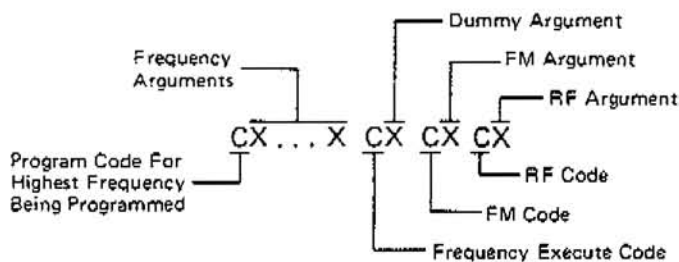 Dummy Argument
Frequency
Arguments
FM Argument
RF Argument
CX...X CX CX CX
Program Code For
Highest Frequency
Being Programmed
RF Code
FM Code
Frequency Execute Code